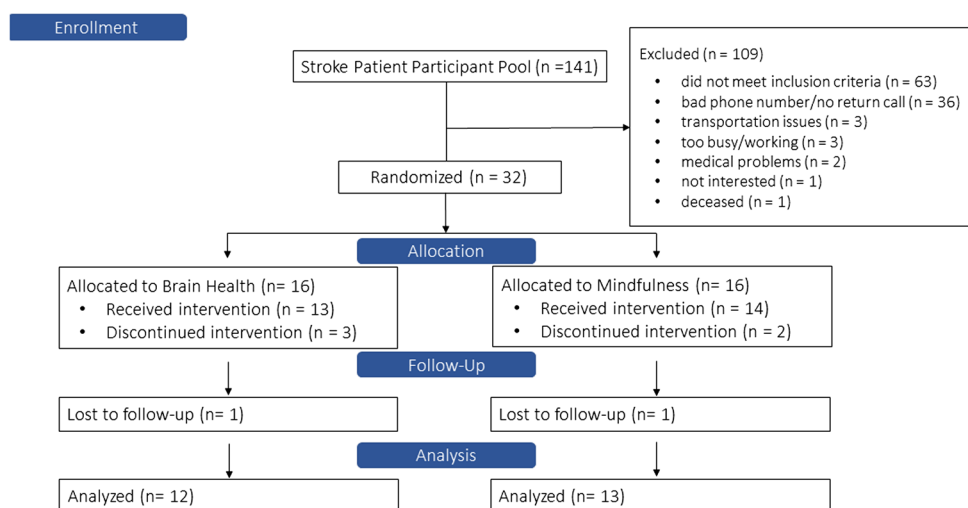 Enrollment
Stroke Patient Participant Pool (n =141)
Excluded (n = 109)
• did not meet inclusion criteria (n = 63)
• bad phone number/no return call (n = 36)
• transportation issues (n = 3)
• too busy/working (n = 3)
• medical problems (n = 2)
• not interested (n = 1)
• deceased (n = 1)
Randomized (n = 32)
Allocation
Allocated to Brain Health (n= 16)
• Received intervention (n = 13)
• Discontinued intervention (n = 3)
Allocated to Mindfulness (n= 16)
• Received intervention (n = 14)
• Discontinued intervention (n = 2)
Follow-Up
Lost to follow-up (n= 1)
Lost to follow-up (n= 1)
Analysis
Analyzed (n= 12)
Analyzed (n= 13)